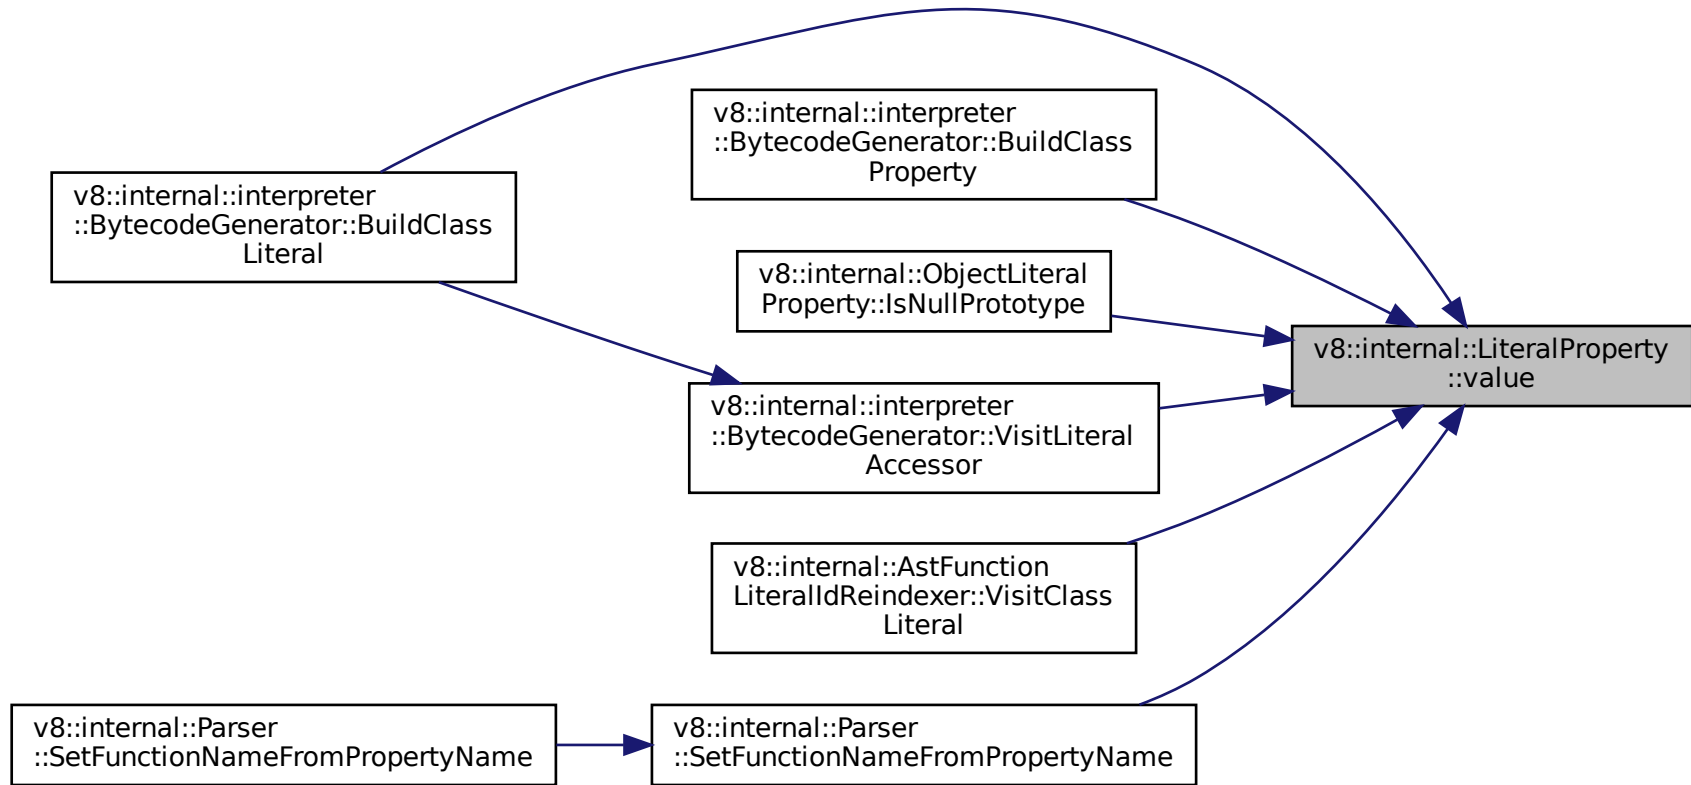 v8::internal::interpreter
::BytecodeGenerator::BuildClass
Property
v8::internal::interpreter
::BytecodeGenerator::BuildClass
Literal
v8::internal::ObjectLiteral
Property::IsNullPrototype
v8::internal::LiteralProperty
::value
v8::internal::interpreter
::BytecodeGenerator::VisitLiteral
Accessor
v8::internal::AstFunction
LiteralIdReindexer::VisitClass
Literal
v8::internal::Parser
::SetFunctionNameFromPropertyName
v8::internal::Parser
::SetFunctionNameFromPropertyName